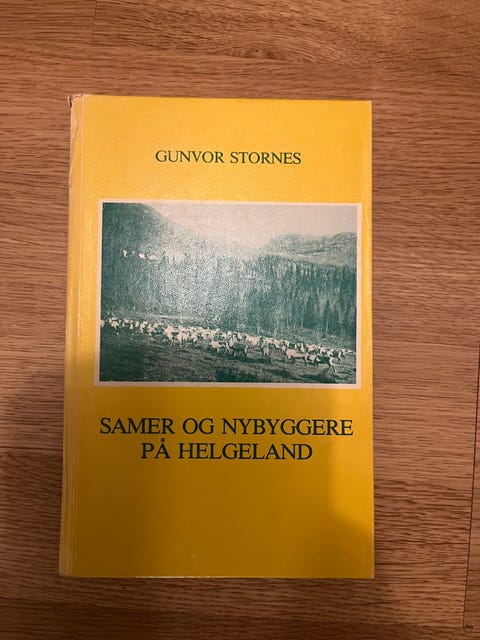 GUNVOR STORNES
SAMER OG NYBYGGERE
PÅ HELGELAND